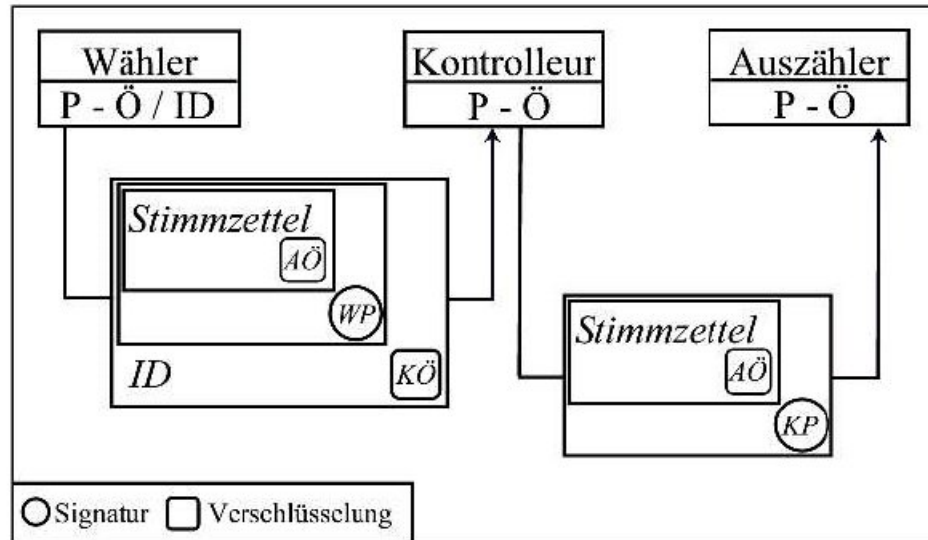 Wähler
P - Ö / ID
Kontrolleur
P - Ö
Auszähler
P - Ö
Stimmzettel
AÖ
WP
ID
KÖ
Stimmzettel
AÖ
KP
Signatur
Verschlüsselung